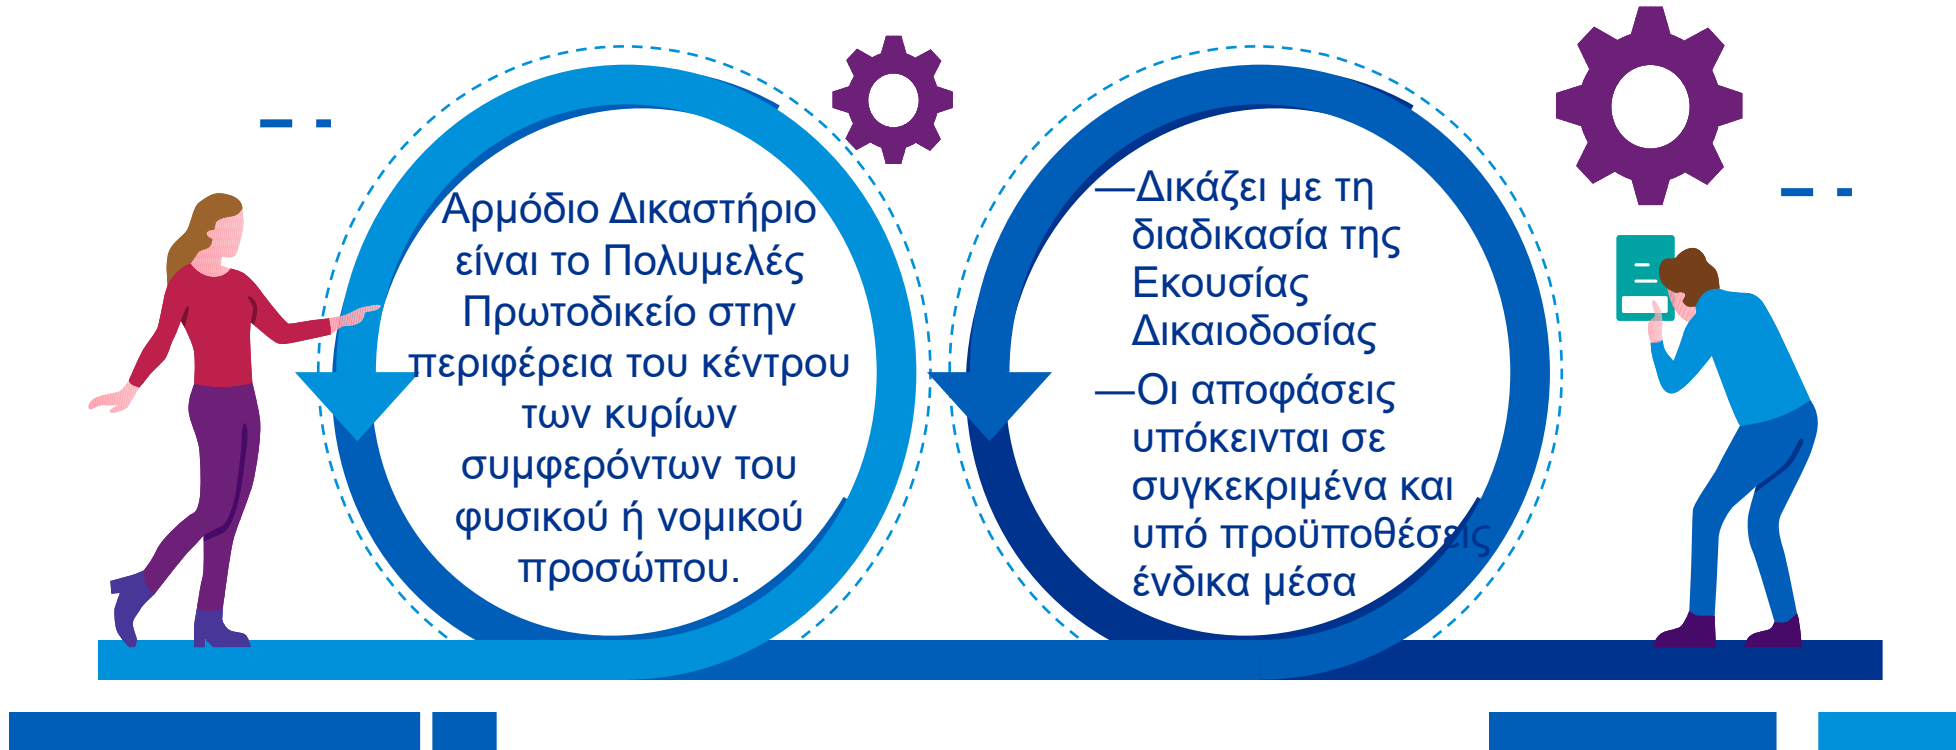 Αρμόδιο Δικαστήριο
είναι το Πολυμελές
Πρωτοδικείο στην
περιφέρεια του κέντρου
των κυρίων
συμφερόντων του
φυσικού ή νομικού
προσώπου.
—Δικάζει με τη
διαδικασία της
Εκουσίας
Δικαιοδοσίας
—Οι αποφάσεις
υπόκεινται σε
συγκεκριμένα και
υπό προϋποθέσεις
ένδικα μέσα